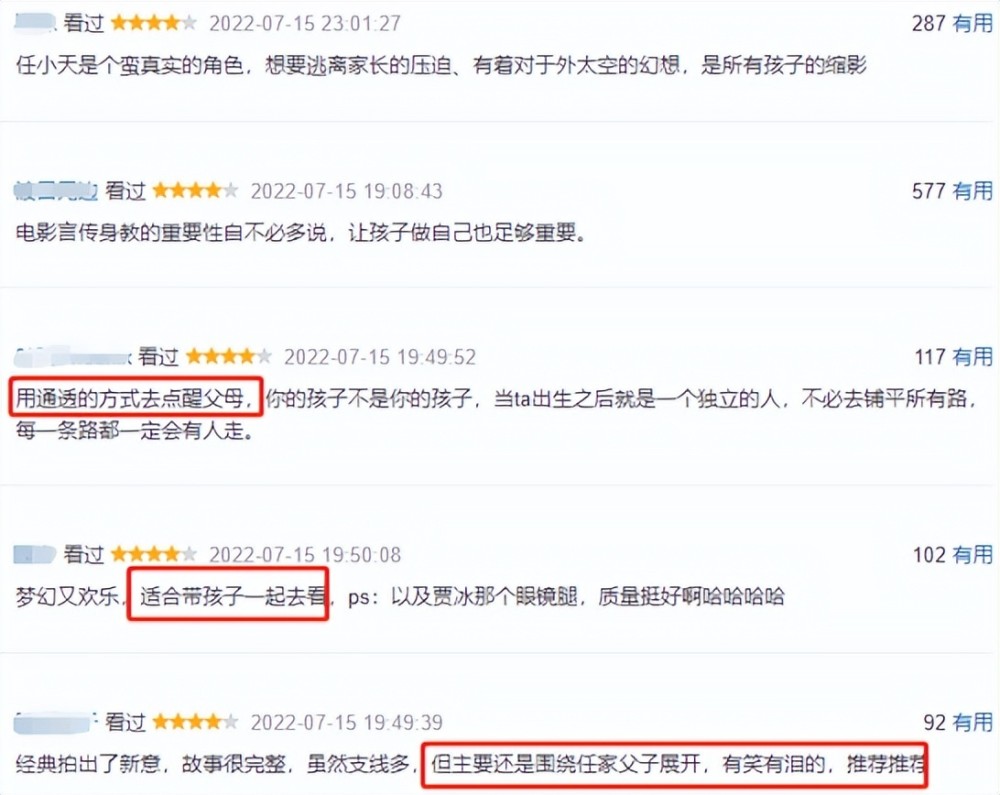 看过 2022-07-15 23:01:27 287 有用
任小天是个蛮真实的角色，想要逃离家长的压迫、有着对于外太空的幻想，是所有孩子的缩影
看过 2022-07-15 19:08:43 577 有用
电影言传身教的重要性自不必多说，让孩子做自己也足够重要。
看过 2022-07-15 19:49:52 117 有用
用通透的方式去点醒父母，你的孩子不是你的孩子，当ta出生之后就是一个独立的人，不必去铺平所有路，
每一条路都一定会有人走。
看过 2022-07-15 19:50:08 102 有用
梦幻又欢乐，适合带孩子一起去看，ps：以及贾冰那个眼镜腿，质量挺好啊哈哈哈哈
看过 2022-07-15 19:49:39 92 有用
经典拍出了新意，故事很完整，虽然支线多，但主要还是围绕任家父子展开，有笑有泪的，推荐推荐